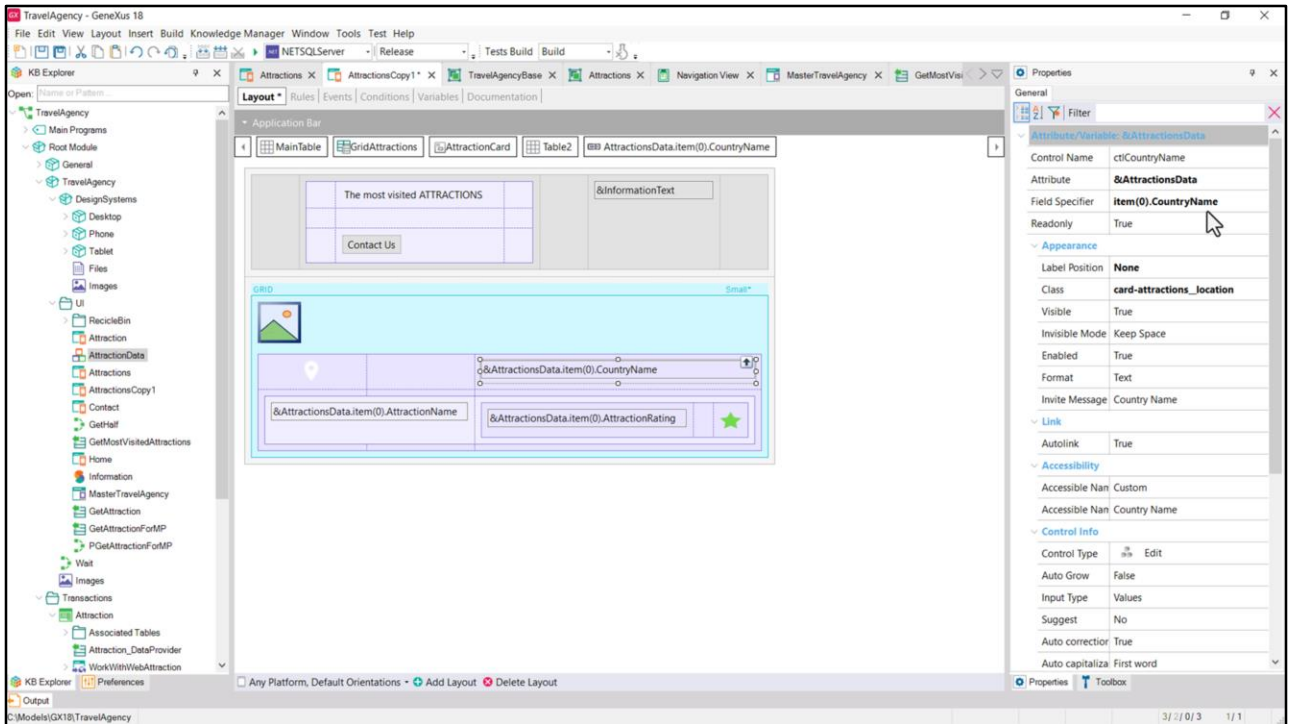 TravelAgency - GeneXus 18
File Edit View Layout Insert Build Knowledge Manager Window Tools Test Help
NETSQLServer Release Tests Build Build
KB Explorer
Open: Name or Pattern...
TravelAgency
Main Programs
Root Module
General
TravelAgency
DesignSystems
Desktop
Phone
Tablet
Files
Images
UI
RecicleBin
Attraction
AttractionData
Attractions
AttractionsCopy1
Contact
GetHalf
GetMostVisitedAttractions
Home
Information
MasterTravelAgency
GetAttraction
GetAttractionForMP
PGetAttractionForMP
Wait
Images
Transactions
Attraction
Associated Tables
Attraction_DataProvider
WorkWithWebAttraction
KB Explorer Preferences
Output
C:\Models\GX18\TravelAgency
Attractions X AttractionsCopy1* X TravelAgencyBase X Attractions X Navigation View X MasterTravelAgency X GetMostVisi
Layout * Rules Events Conditions Variables Documentation
Application Bar
MainTable GridAttractions AttractionCard Table2 AttractionsData.item(0).CountryName
The most visited ATTRACTIONS
&InformationText
Contact Us
GRID Small*
&AttractionsData.item(0).CountryName
&AttractionsData.item(0).AttractionName
&AttractionsData.item(0).AttractionRating
Any Platform, Default Orientations Add Layout Delete Layout
Properties
General
Filter
Attribute/Variable: &AttractionsData
Control Name ctlCountryName
Attribute &AttractionsData
Field Specifier item(0).CountryName
Readonly True
Appearance
Label Position None
Class card-attractions__location
Visible True
Invisible Mode Keep Space
Enabled True
Format Text
Invite Message Country Name
Link
Autolink True
Accessibility
Accessible Nam Custom
Accessible Nam Country Name
Control Info
Control Type Edit
Auto Grow False
Input Type Values
Suggest No
Auto correction True
Auto capitaliza First word
Properties Toolbox
3/2/0/3 1/1